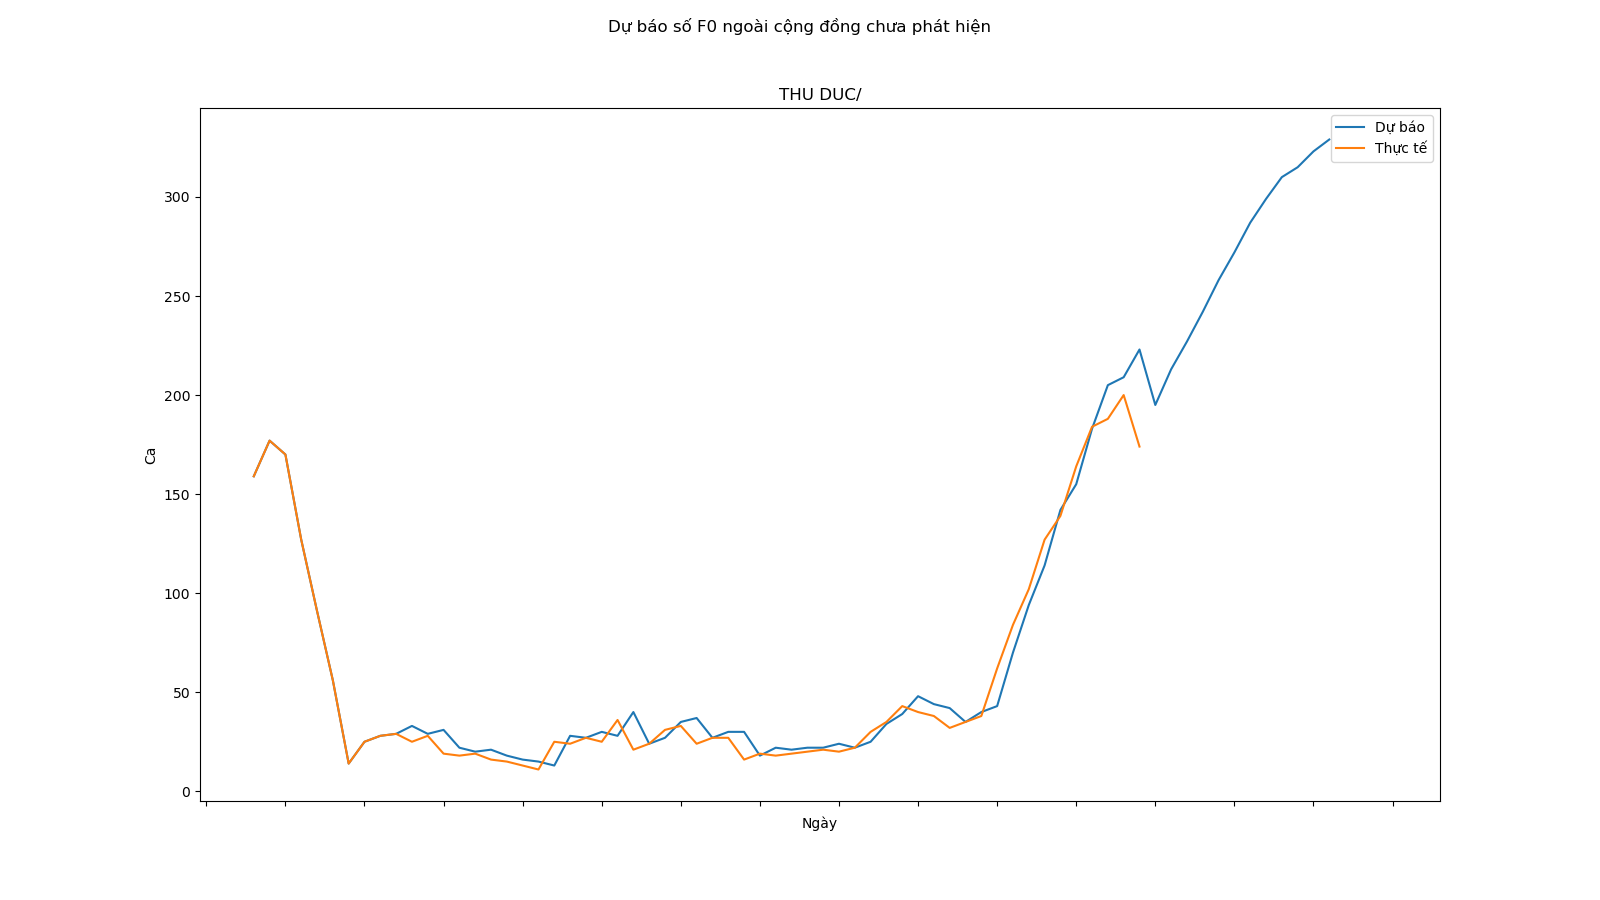 Dự báo số F0 ngoài cộng đồng chưa phát hiện
THU DUC/
Dự báo
Thực tế
300
250
200
150
100
50
0
Ca
Ngày